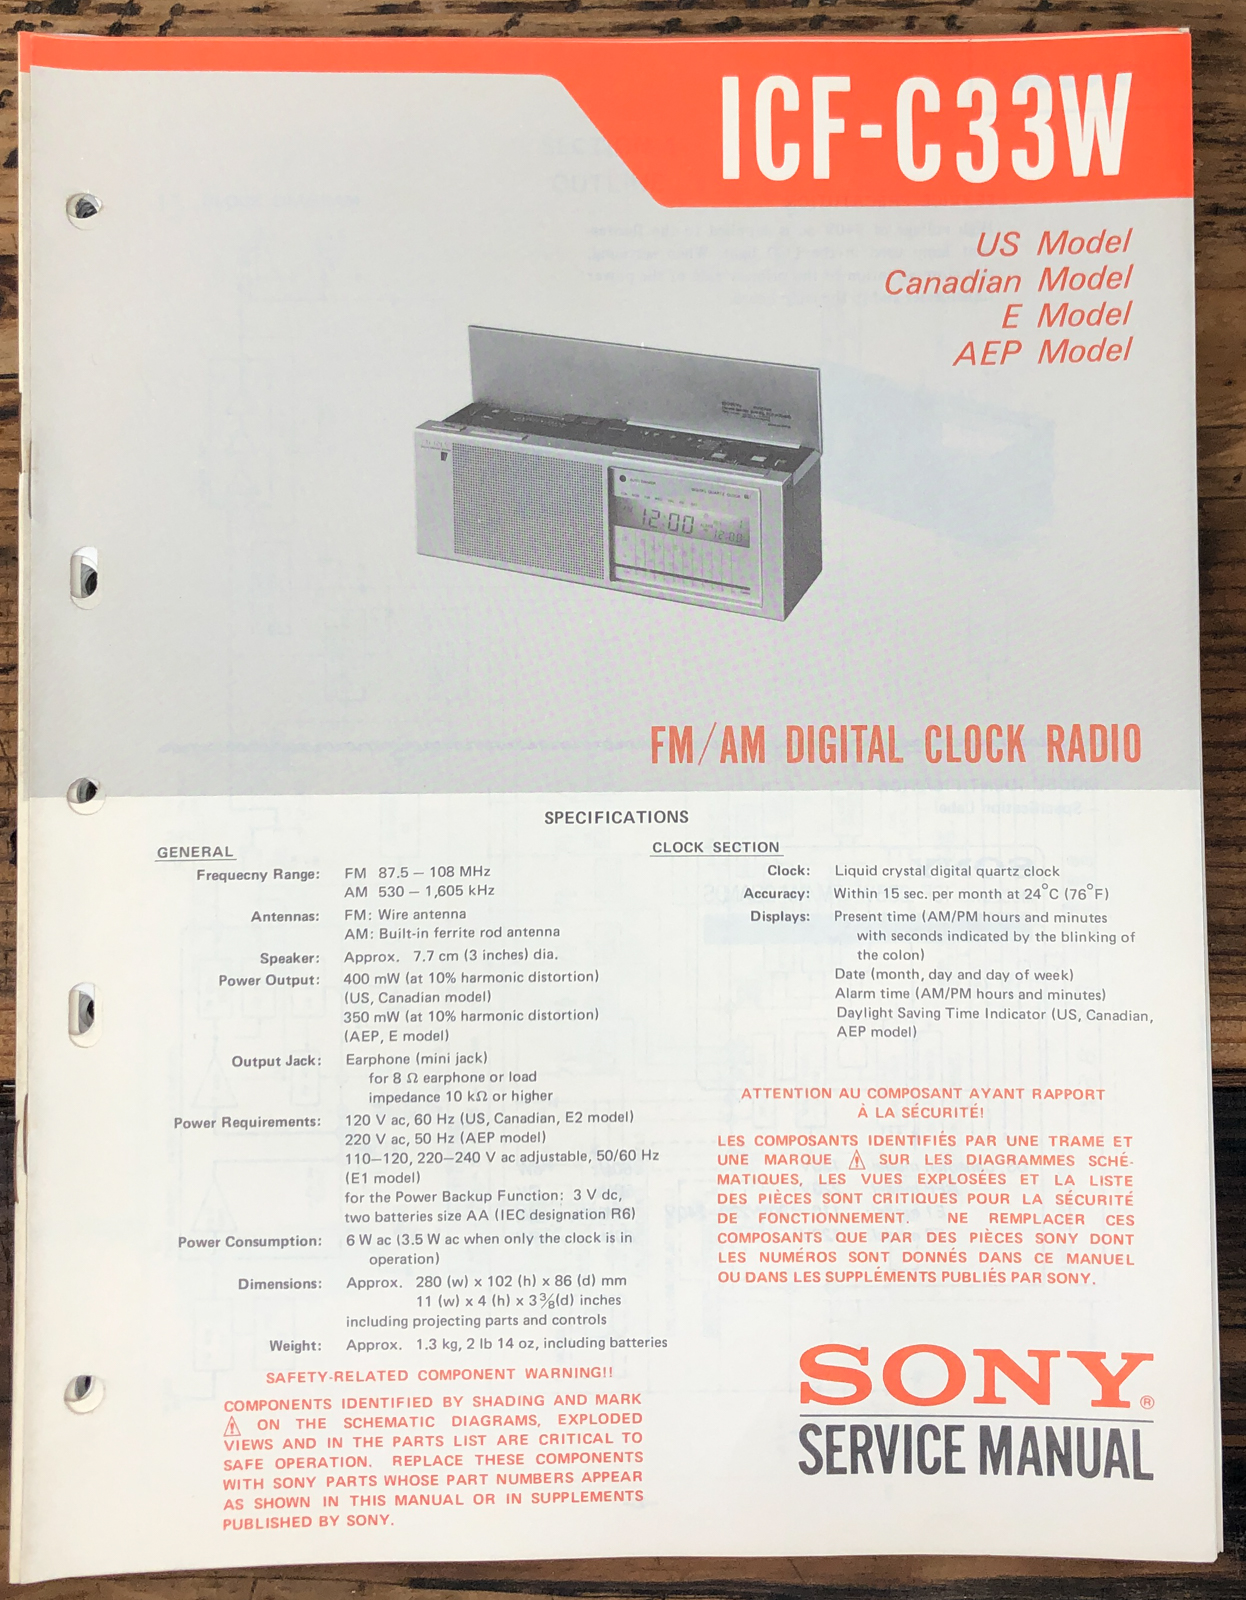 ICF-C33W
US Model
Canadian Model
E Model
AEP Model
12:00
12:00
FM/AM DIGITAL CLOCK RADIO
SPECIFICATIONS
GENERAL
Frequecny Range: FM 87.5 – 108 MHz
AM 530 – 1,605 kHz
Antennas: FM: Wire antenna
AM: Built-in ferrite rod antenna
Speaker: Approx. 7.7 cm (3 inches) dia.
Power Output: 400 mW (at 10% harmonic distortion)
(US, Canadian model)
350 mW (at 10% harmonic distortion)
(AEP, E model)
Output Jack: Earphone (mini jack)
for 8 Ω earphone or load
impedance 10 kΩ or higher
Power Requirements: 120 V ac, 60 Hz (US, Canadian, E2 model)
220 V ac, 50 Hz (AEP model)
110–120, 220–240 V ac adjustable, 50/60 Hz
(E1 model)
for the Power Backup Function: 3 V dc,
two batteries size AA (IEC designation R6)
Power Consumption: 6 W ac (3.5 W ac when only the clock is in
operation)
Dimensions: Approx. 280 (w) x 102 (h) x 86 (d) mm
11 (w) x 4 (h) x 3 3/8(d) inches
including projecting parts and controls
Weight: Approx. 1.3 kg, 2 lb 14 oz, including batteries
SAFETY-RELATED COMPONENT WARNING!!
COMPONENTS IDENTIFIED BY SHADING AND MARK
⚠ ON THE SCHEMATIC DIAGRAMS, EXPLODED
VIEWS AND IN THE PARTS LIST ARE CRITICAL TO
SAFE OPERATION. REPLACE THESE COMPONENTS
WITH SONY PARTS WHOSE PART NUMBERS APPEAR
AS SHOWN IN THIS MANUAL OR IN SUPPLEMENTS
PUBLISHED BY SONY.
CLOCK SECTION
Clock: Liquid crystal digital quartz clock
Accuracy: Within 15 sec. per month at 24°C (76°F)
Displays: Present time (AM/PM hours and minutes
with seconds indicated by the blinking of
the colon)
Date (month, day and day of week)
Alarm time (AM/PM hours and minutes)
Daylight Saving Time Indicator (US, Canadian,
AEP model)
ATTENTION AU COMPOSANT AYANT RAPPORT
À LA SÉCURITÉ!
LES COMPOSANTS IDENTIFIÉS PAR UNE TRAME ET
UNE MARQUE ⚠ SUR LES DIAGRAMMES SCHÉ-
MATIQUES, LES VUES EXPLOSÉES ET LA LISTE
DES PIÈCES SONT CRITIQUES POUR LA SÉCURITÉ
DE FONCTIONNEMENT. NE REMPLACER CES
COMPOSANTS QUE PAR DES PIÈCES SONY DONT
LES NUMÉROS SONT DONNÉS DANS CE MANUEL
OU DANS LES SUPPLÉMENTS PUBLIÉS PAR SONY.
SONY®
SERVICE MANUAL